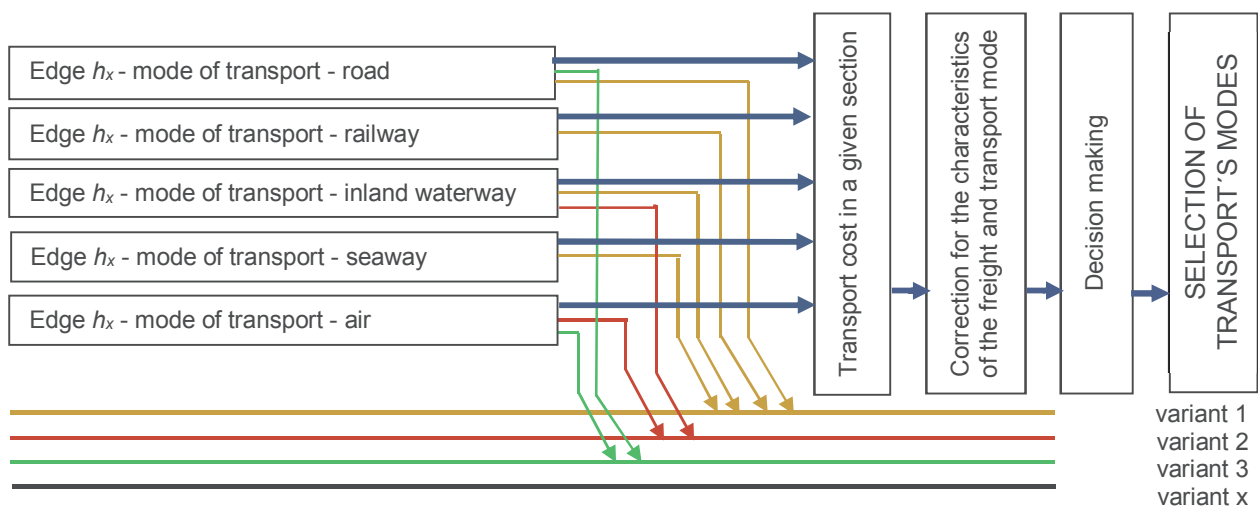 Edge hx - mode of transport - road
Edge hx - mode of transport - railway
Edge hx - mode of transport - inland waterway
Edge hx - mode of transport - seaway
Edge hx - mode of transport - air
Transport cost in a given section
Correction for the characteristics
of the freight and transport mode
Decision making
SELECTION OF
TRANSPORT´S MODES
variant 1
variant 2
variant 3
variant x